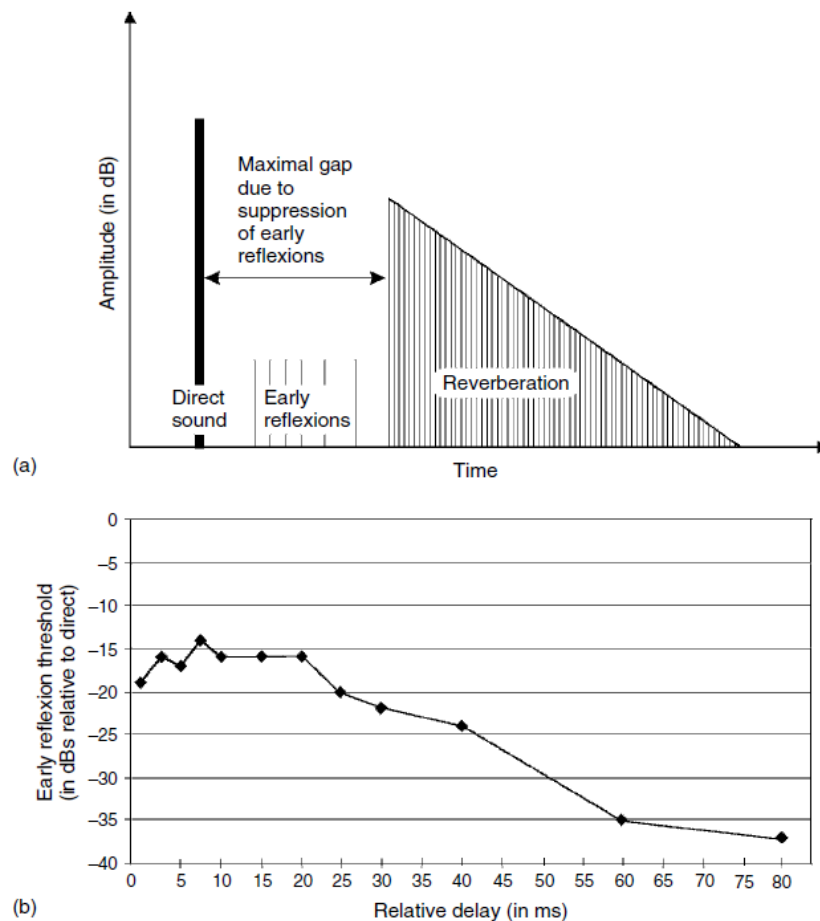 Amplitude (in dB)
Maximal gap
due to
suppression
of early
reflexions
Direct
sound
Early
reflexions
Reverberation
(a)
Time
Early reflexion threshold
(in dBs relative to direct)
0
–5
–10
–15
–20
–25
–30
–35
–40
0 5 10 15 20 25 30 35 40 45 50 55 60 65 70 75 80
(b)
Relative delay (in ms)